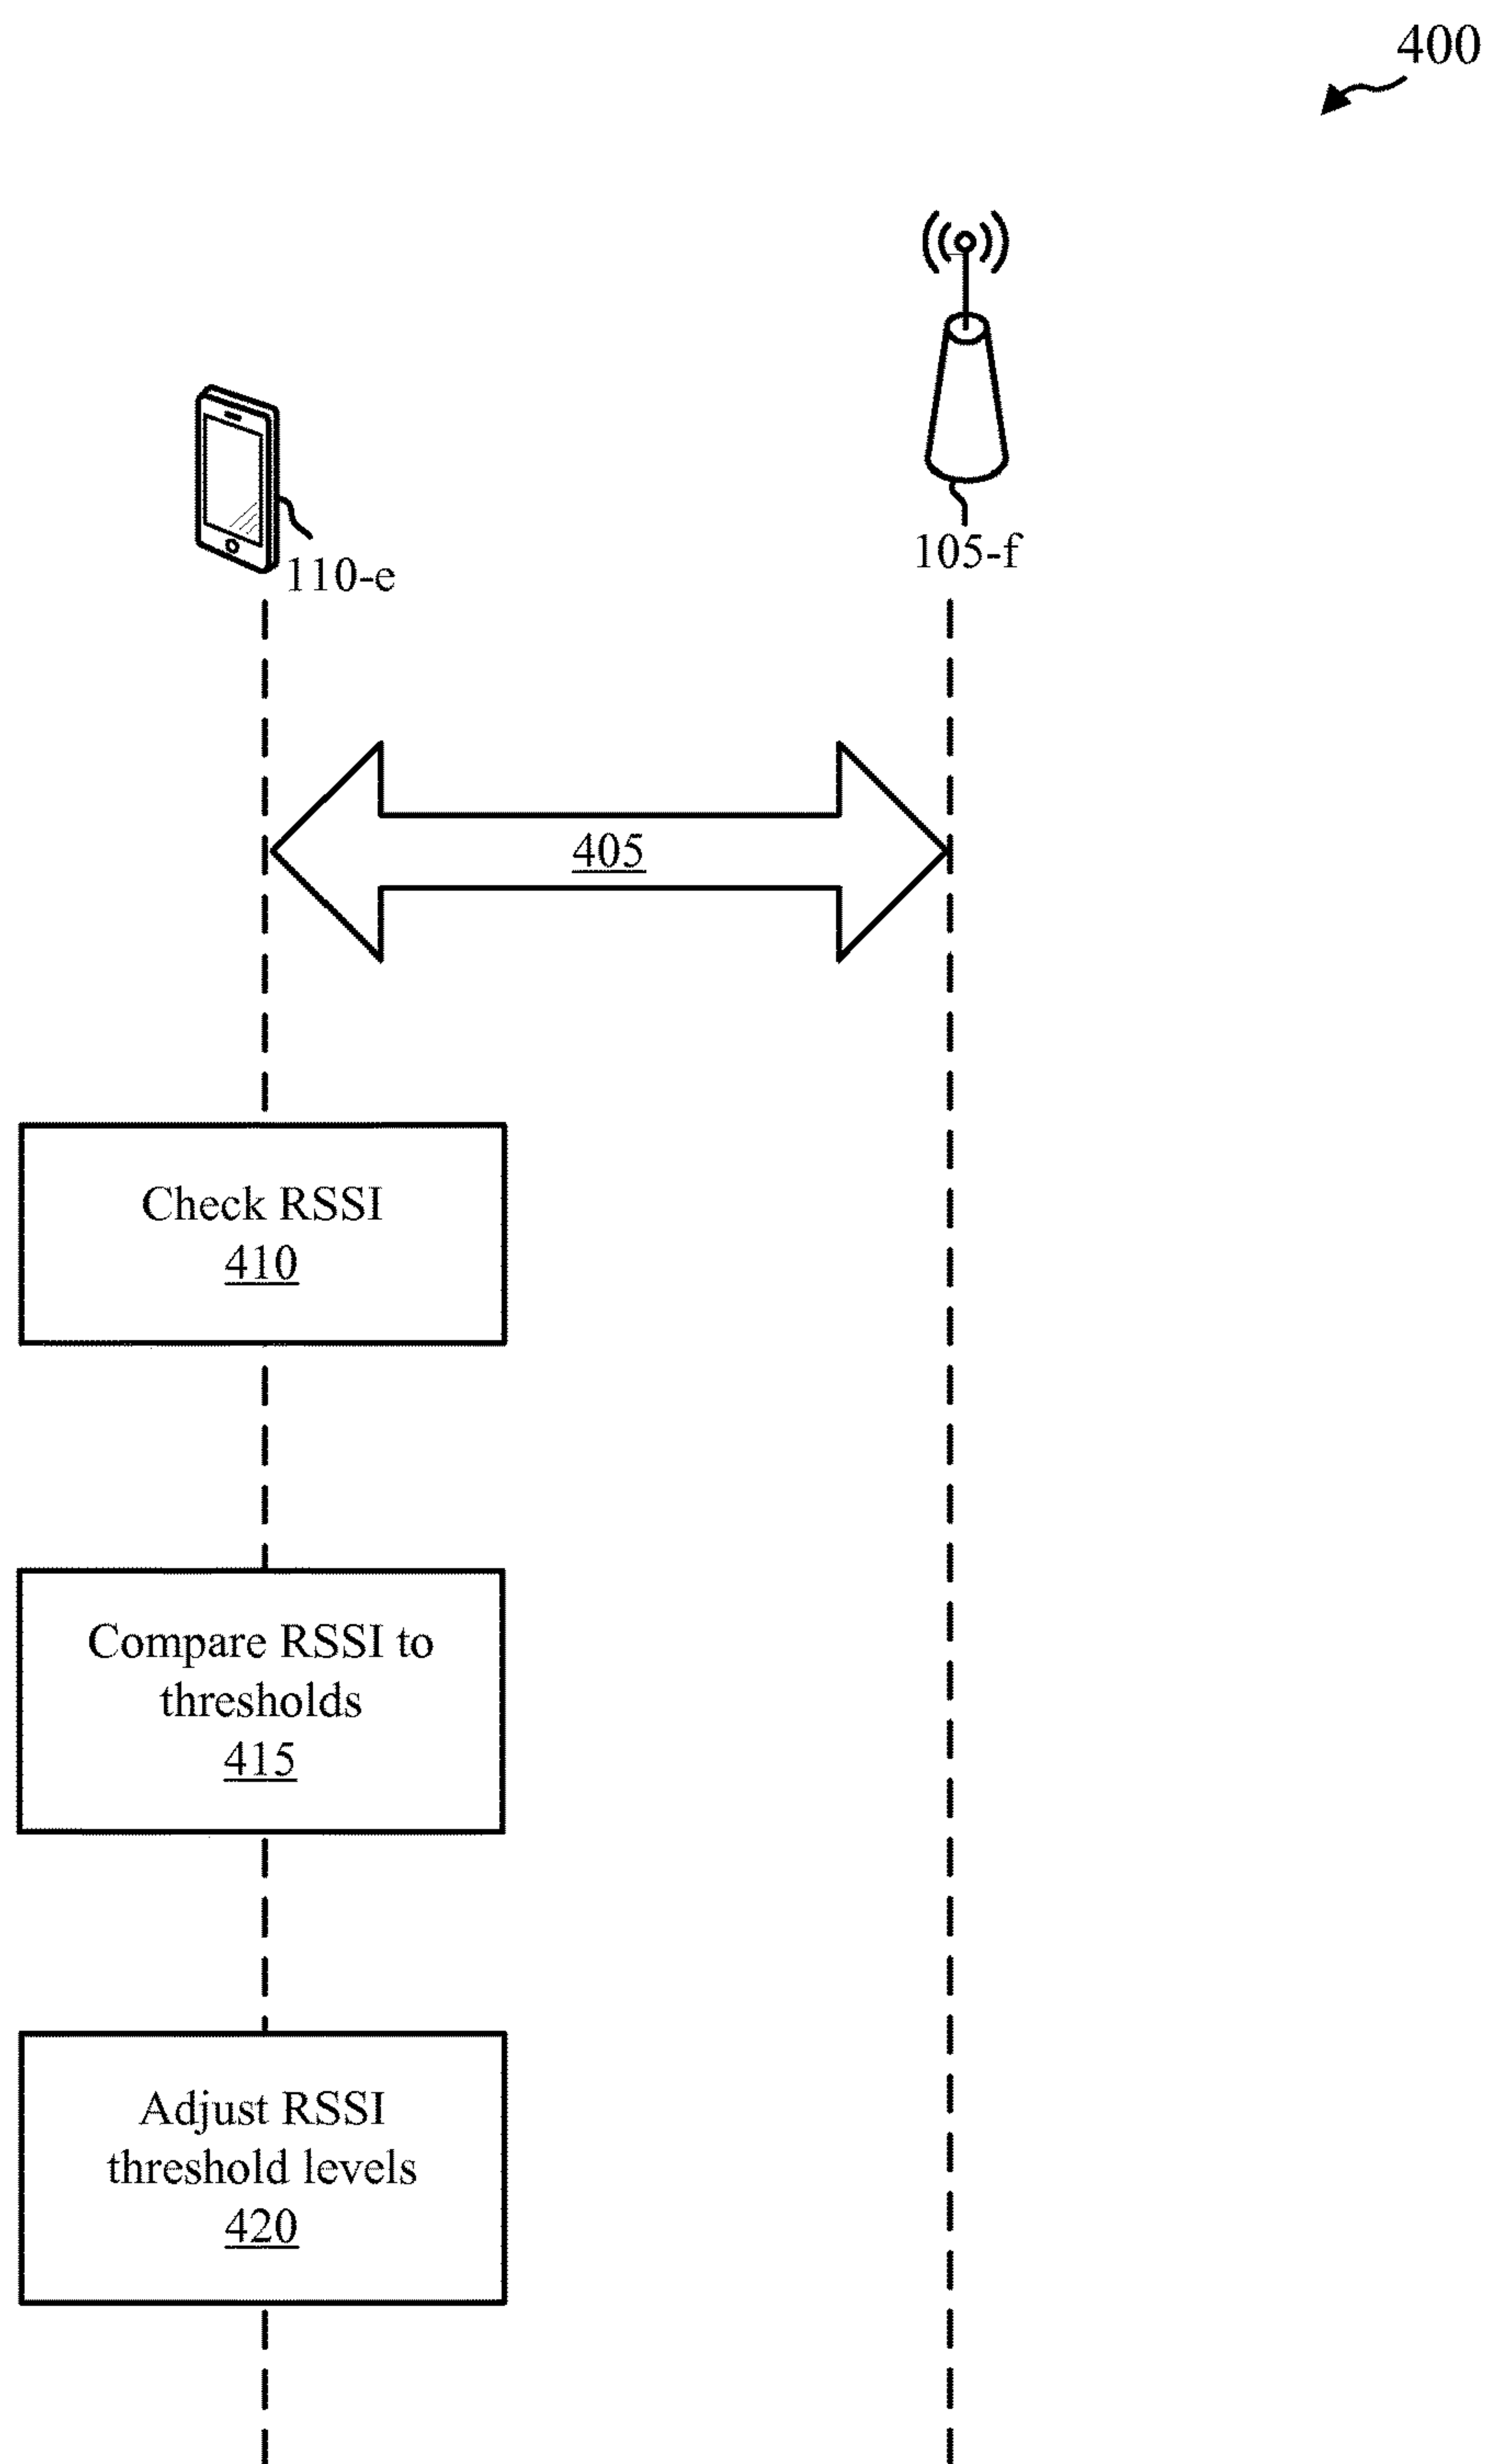 400
110-e
105-f
405
Check RSSI
410
Compare RSSI to
thresholds
415
Adjust RSSI
threshold levels
420